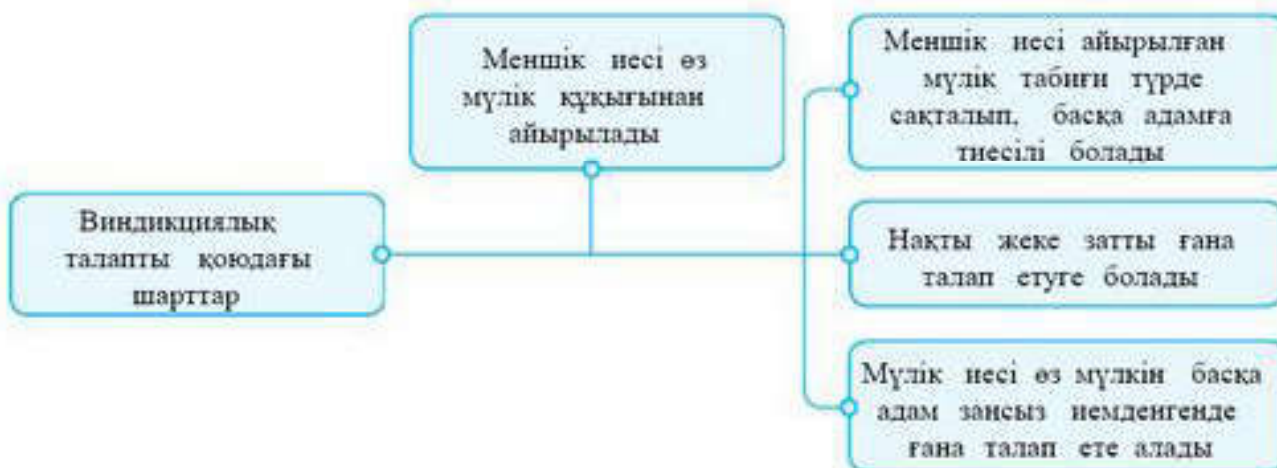 Виндикциялық
талапты қоюдағы
шарттар
Меншік иесі өз
мүлік құқығынан
айырылады
Меншік иесі айырылған
мүлік табиғи түрде
сақталып, басқа адамға
тиесілі болады
Нақты жеке затты ғана
талап етуге болады
Мүлік иесі өз мүлкін басқа
адам заңсыз иемденгенде
ғана талап ете алады